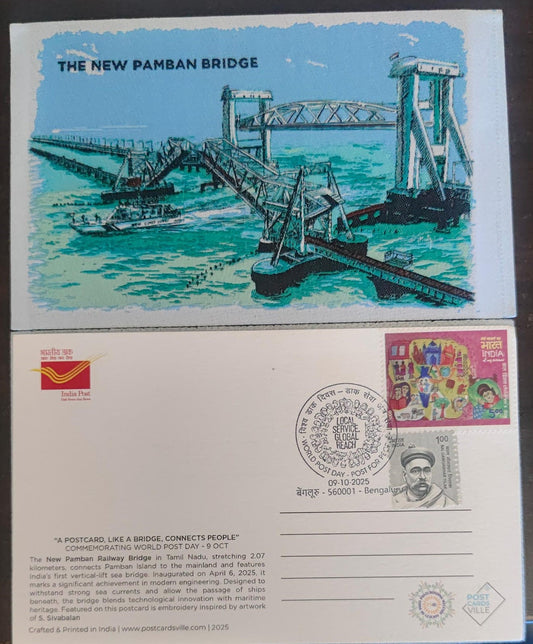 THE NEW PAMBAN BRIDGE
भारतीय डाक
India Post
भारत
INDIA
1.00
विश्व डाक दिवस – डाक सेवा
LOCAL
SERVICE,
GLOBAL
REACH
WORLD POST DAY - POST FOR PE
09-10-2025
बेंगलूरु - 560001 - Bengaluru
"A POSTCARD, LIKE A BRIDGE, CONNECTS PEOPLE"
COMMEMORATING WORLD POST DAY - 9 OCT
The New Pamban Railway Bridge in Tamil Nadu, stretching 2.07
kilometers, connects Pamban Island to the mainland and features
India's first vertical-lift sea bridge. Inaugurated on April 6, 2025, it
marks a significant achievement in modern engineering. Designed to
withstand strong sea currents and allow the passage of ships
beneath, the bridge blends technological innovation with maritime
heritage. Featured on this postcard is embroidery inspired by artwork
of S. Sivabalan
Crafted & Printed in India | www.postcardsville.com | 2025
POST
CARDS
VILLE